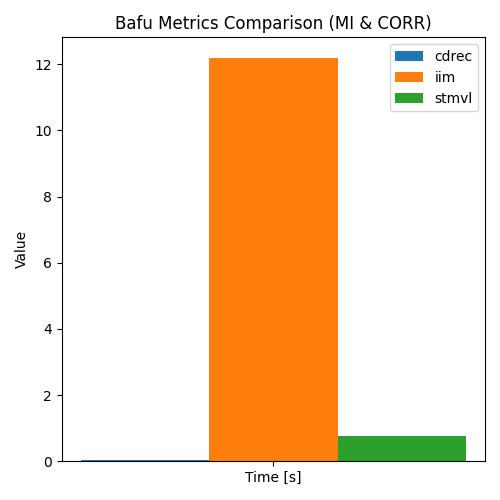 Bafu Metrics Comparison (MI & CORR)
cdrec
iim
stmvl
Value
12
10
8
6
4
2
0
Time [s]